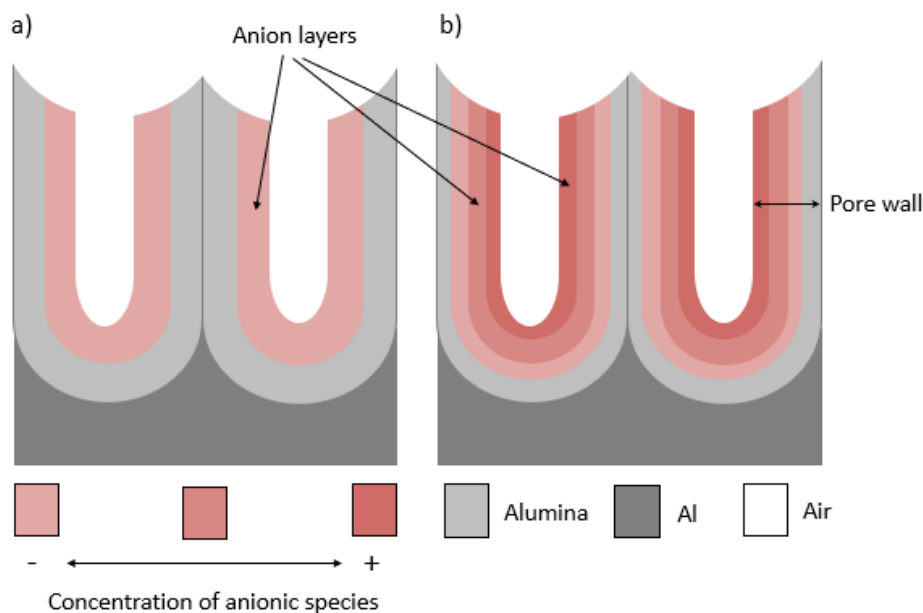 a)
Anion layers
b)
Pore wall
Alumina
Al
Air
- +
Concentration of anionic species